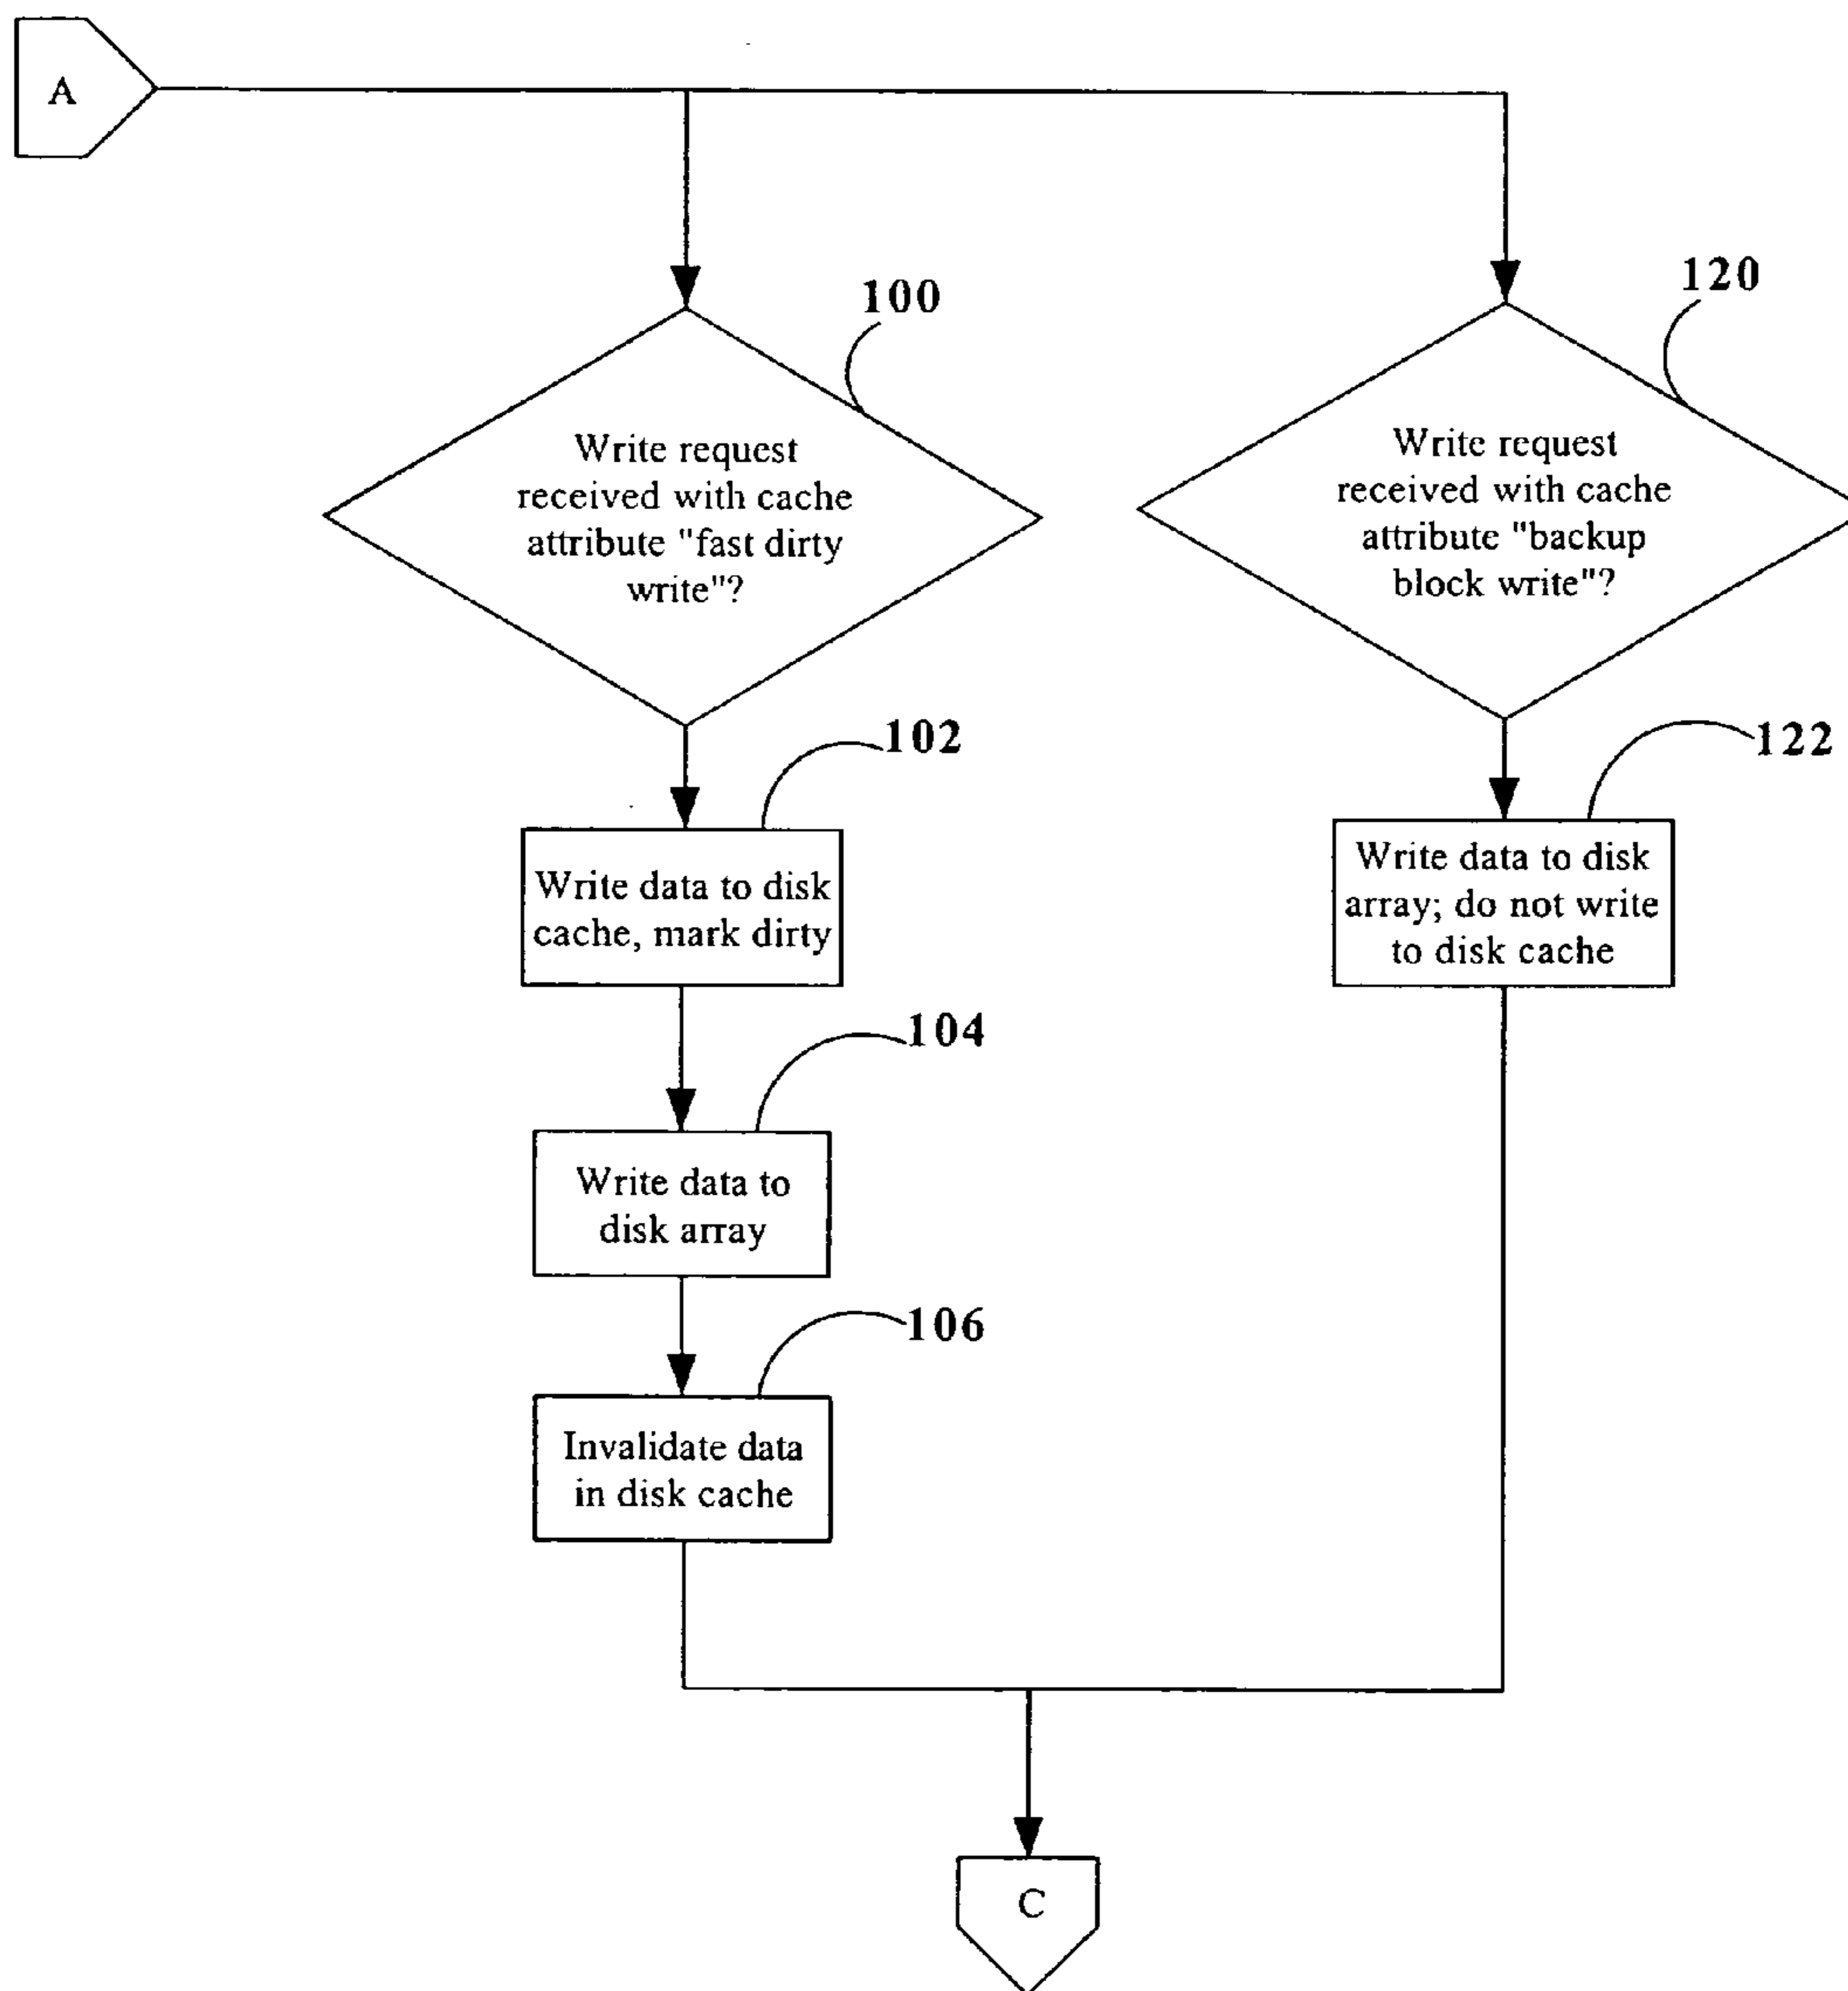 A
100
Write request
received with cache
attribute "fast dirty
write"?
120
Write request
received with cache
attribute "backup
block write"?
102
Write data to disk
cache, mark dirty
122
Write data to disk
array; do not write
to disk cache
104
Write data to
disk array
106
Invalidate data
in disk cache
C